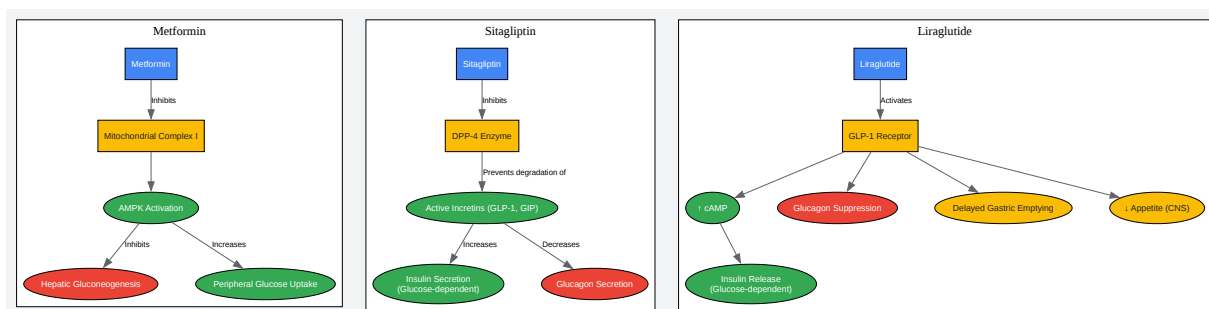 Metformin
Metformin
Inhibits
Mitochondrial Complex I
AMPK Activation
Inhibits
Increases
Hepatic Gluconeogenesis
Peripheral Glucose Uptake
Sitagliptin
Sitagliptin
Inhibits
DPP-4 Enzyme
Prevents degradation of
Active Incretins (GLP-1, GIP)
Increases
Decreases
Insulin Secretion
(Glucose-dependent)
Glucagon Secretion
Liraglutide
Liraglutide
Activates
GLP-1 Receptor
↑ cAMP
Glucagon Suppression
Delayed Gastric Emptying
↓ Appetite (CNS)
Insulin Release
(Glucose-dependent)